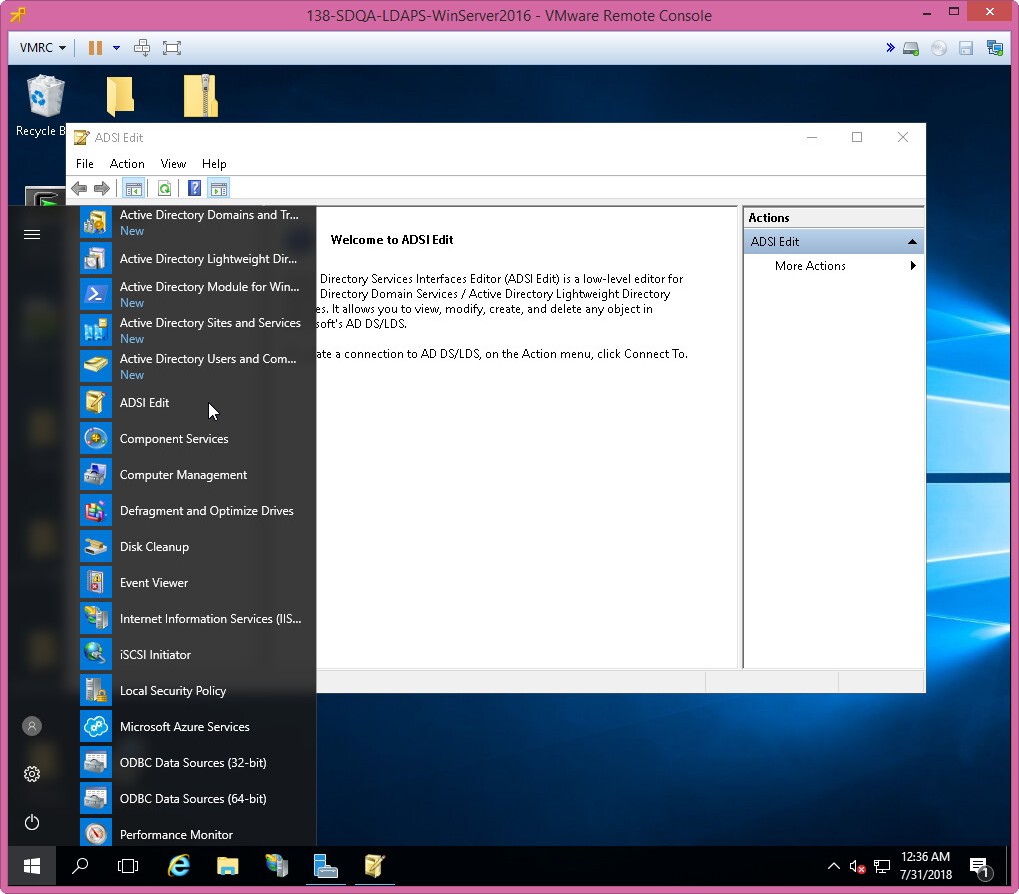 138-SDQA-LDAPS-WinServer2016 - VMware Remote Console
VMRC
Recycle B
ADSI Edit
File Action View Help
Active Directory Domains and Tr...
New
Active Directory Lightweight Dir...
Active Directory Module for Win...
New
Active Directory Sites and Services
New
Active Directory Users and Com...
New
ADSI Edit
Component Services
Computer Management
Defragment and Optimize Drives
Disk Cleanup
Event Viewer
Internet Information Services (IIS...
iSCSI Initiator
Local Security Policy
Microsoft Azure Services
ODBC Data Sources (32-bit)
ODBC Data Sources (64-bit)
Performance Monitor
Welcome to ADSI Edit
Directory Services Interfaces Editor (ADSI Edit) is a low-level editor for
Directory Domain Services / Active Directory Lightweight Directory
es. It allows you to view, modify, create, and delete any object in
soft's AD DS/LDS.
ate a connection to AD DS/LDS, on the Action menu, click Connect To.
Actions
ADSI Edit
More Actions
12:36 AM
7/31/2018
1